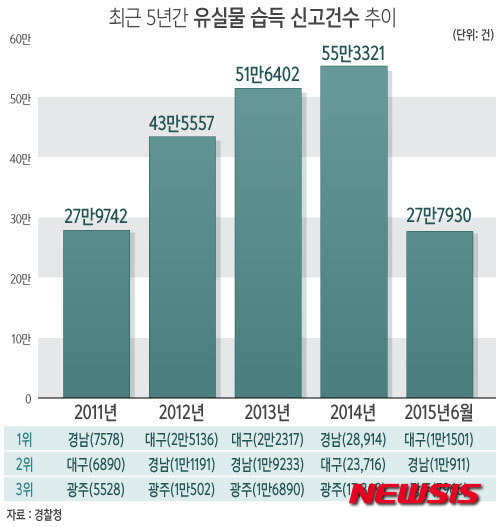 최근 5년간 유실물 습득 신고건수 추이
(단위: 건)
60만
50만
40만
30만
20만
10만
0
27만9742
43만5557
51만6402
55만3321
27만7930
2011년 2012년 2013년 2014년 2015년6월
1위 경남(7578) 대구(2만5136) 대구(2만2317) 경남(28,914) 대구(1만1501)
2위 대구(6890) 경남(1만1191) 경남(1만9233) 대구(23,716) 경남(1만911)
3위 광주(5528) 광주(1만502) 광주(1만6890)
자료 : 경찰청
NEWSIS